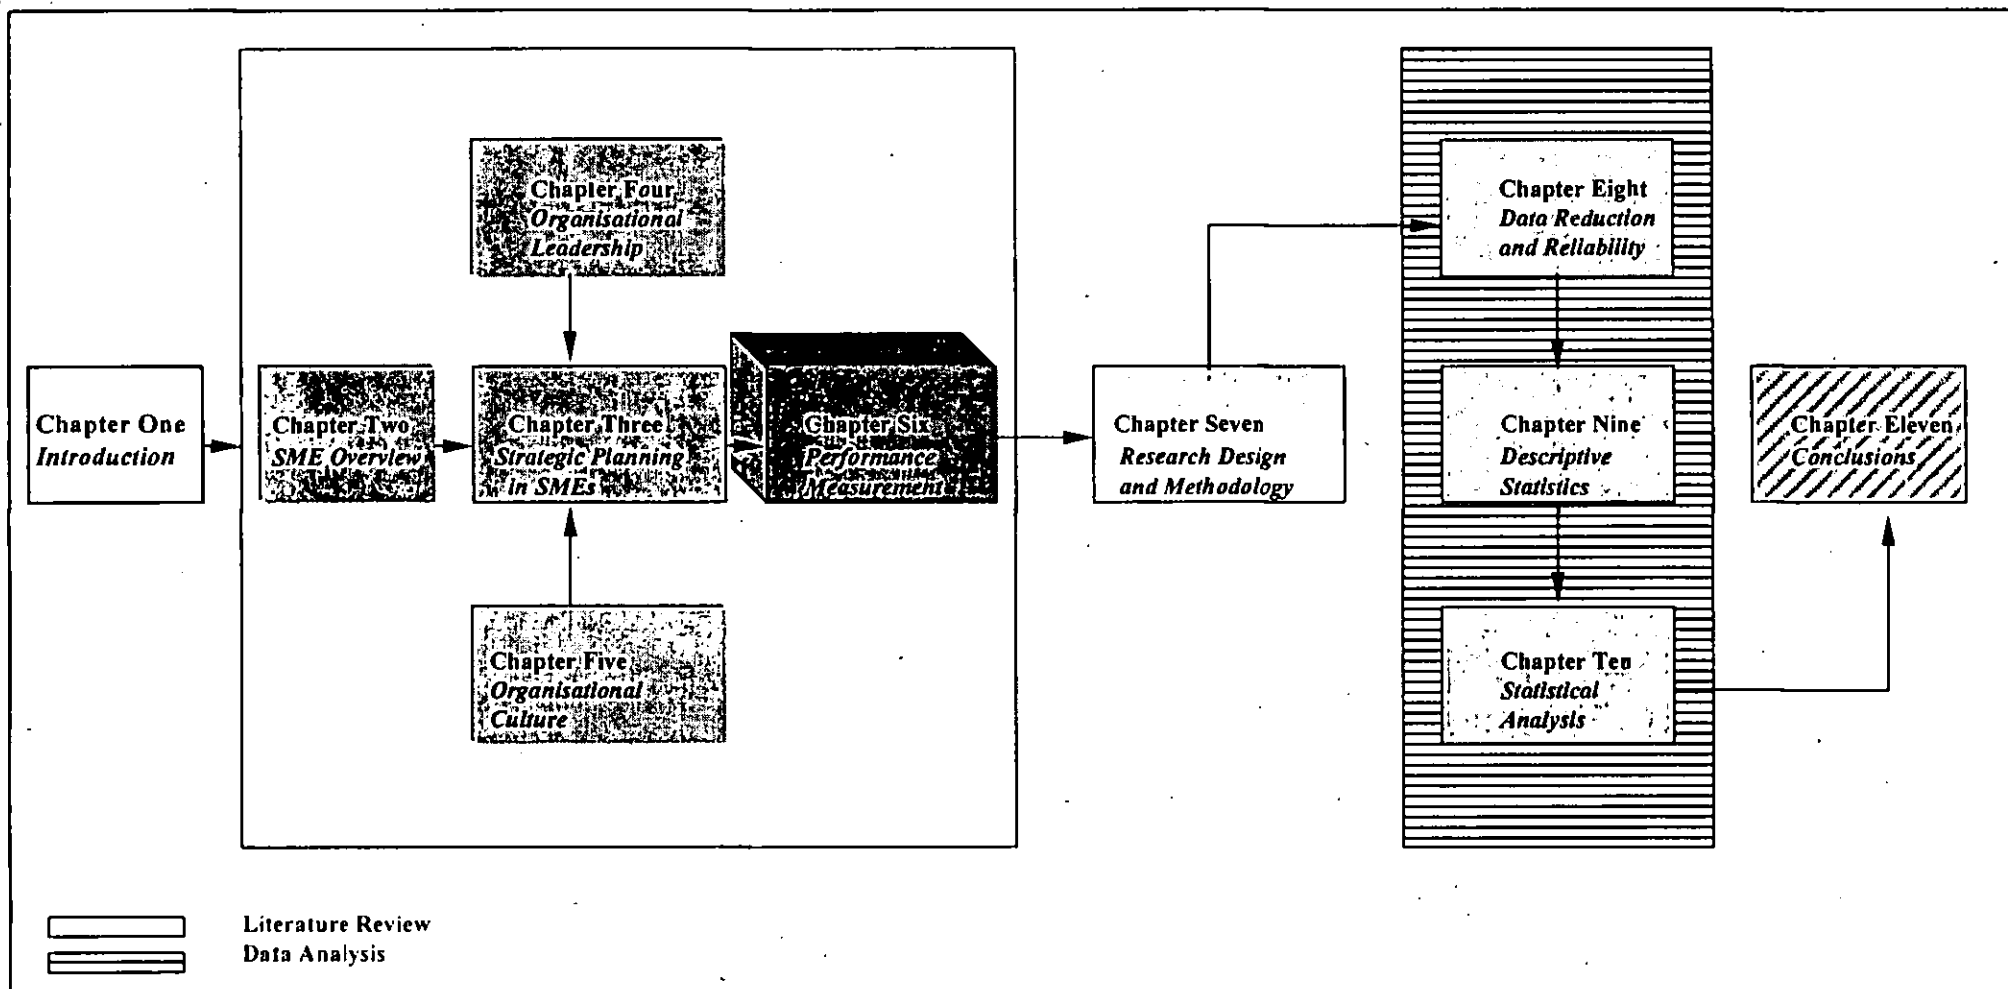 Chapter One
Introduction
Chapter Two
SME Overview
Chapter Three
Strategic Planning
in SMEs
Chapter Four
Organisational
Leadership
Chapter Five
Organisational
Culture
Chapter Six
Performance
Measurement
Chapter Seven
Research Design
and Methodology
Chapter Eight
Data Reduction
and Reliability
Chapter Nine
Descriptive
Statistics
Chapter Ten
Statistical
Analysis
Chapter Eleven
Conclusions
Literature Review
Data Analysis